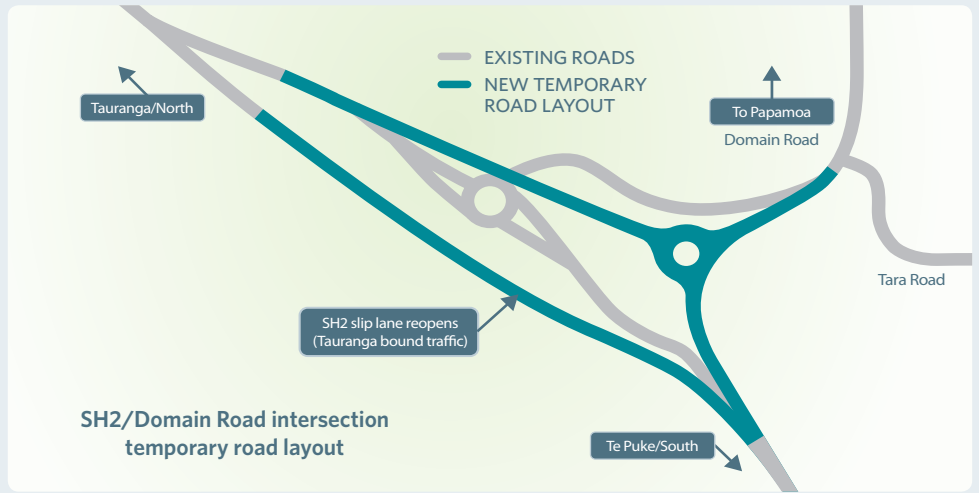 EXISTING ROADS
NEW TEMPORARY
ROAD LAYOUT
Tauranga/North
To Papamoa
Domain Road
Tara Road
SH2 slip lane reopens
(Tauranga bound traffic)
SH2/Domain Road intersection
temporary road layout
Te Puke/South